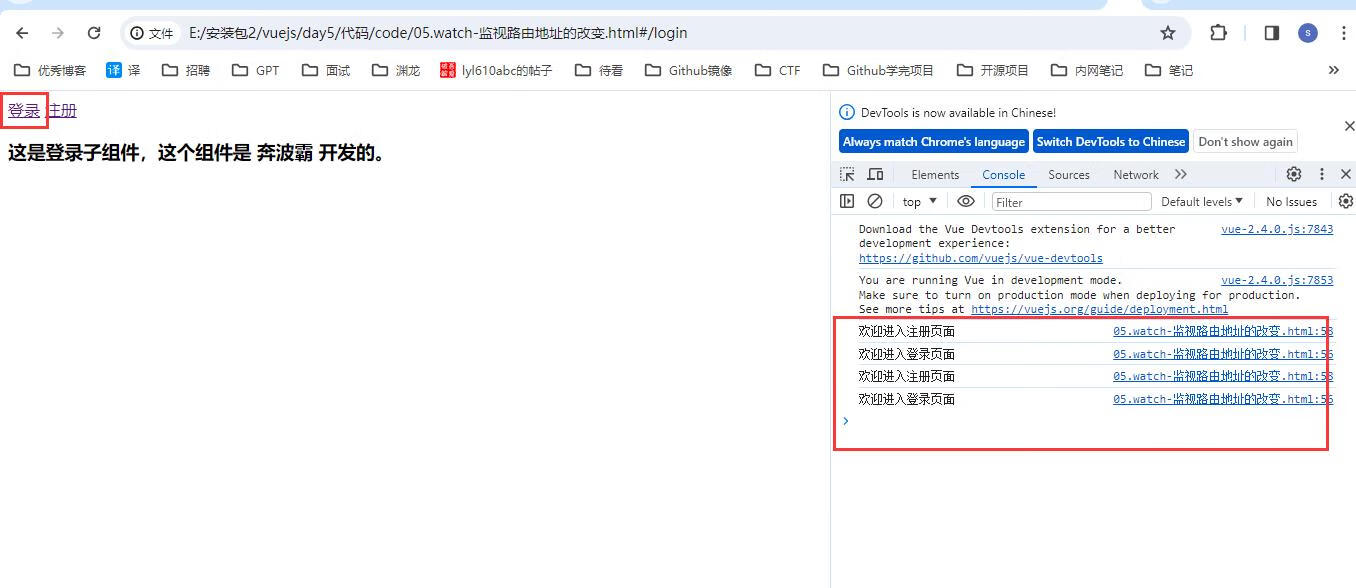 文件 E:/安装包2/vuejs/day5/代码/code/05.watch-监视路由地址的改变.html#/login S
优秀博客 译 译 招聘 GPT 面试 渊龙 破客解爱 lyl610abc的帖子 待看 Github镜像 CTF Github学完项目 开源项目 内网笔记 笔记
登录 注册
这是登录子组件，这个组件是 奔波霸 开发的。
DevTools is now available in Chinese!
Always match Chrome's language Switch DevTools to Chinese Don't show again
Elements Console Sources Network
top Filter Default levels No Issues
Download the Vue Devtools extension for a better vue-2.4.0.js:7843
development experience:
https://github.com/vuejs/vue-devtools
You are running Vue in development mode. vue-2.4.0.js:7853
Make sure to turn on production mode when deploying for production.
See more tips at https://vuejs.org/guide/deployment.html
欢迎进入注册页面 05.watch-监视路由地址的改变.html:58
欢迎进入登录页面 05.watch-监视路由地址的改变.html:56
欢迎进入注册页面 05.watch-监视路由地址的改变.html:58
欢迎进入登录页面 05.watch-监视路由地址的改变.html:56